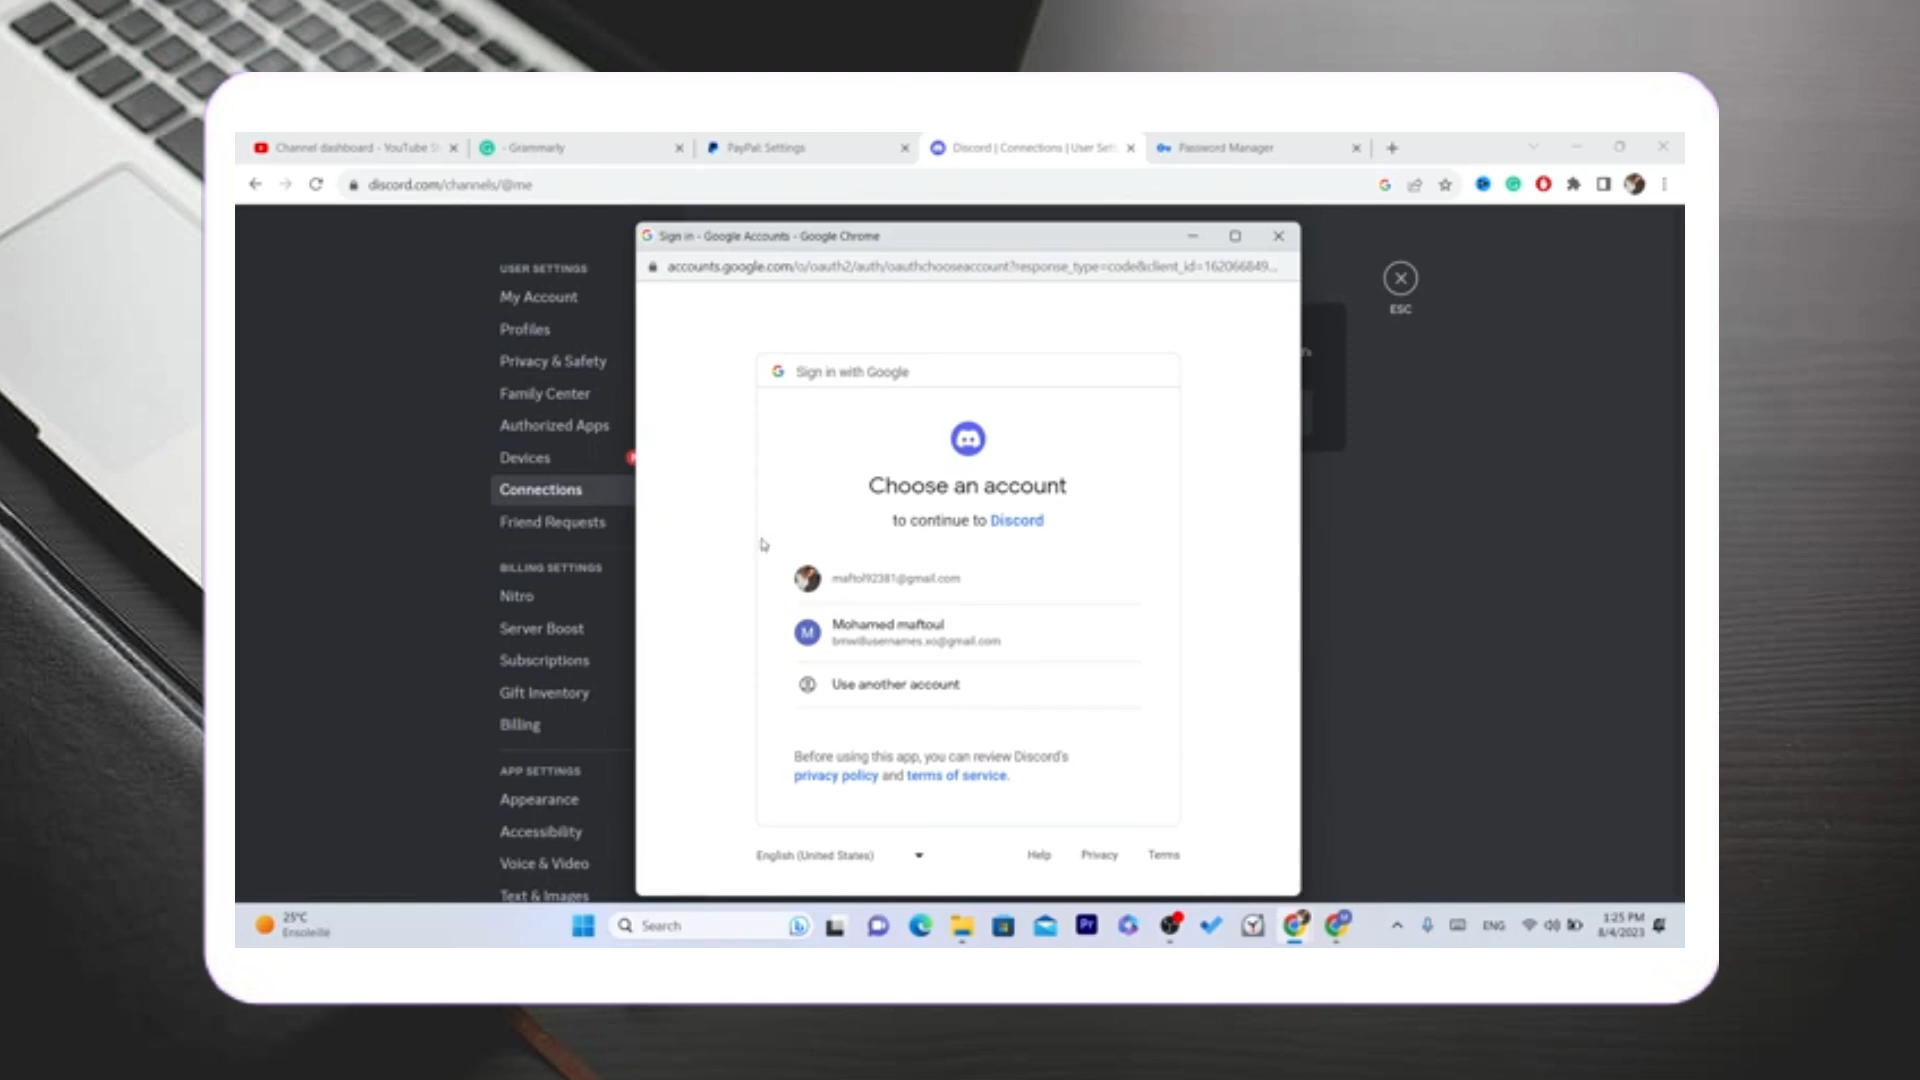 Channel dashboard - YouTube S
- Grammarly
PayPal: Settings
Discord | Connections | User Sett
Password Manager
discord.com/channels/@me
Sign in - Google Accounts - Google Chrome
accounts.google.com/o/oauth2/auth/oauthchooseaccount?response_type=code&client_id=162066849...
USER SETTINGS
My Account
Profiles
Privacy & Safety
Family Center
Authorized Apps
Devices
Connections
Friend Requests
BILLING SETTINGS
Nitro
Server Boost
Subscriptions
Gift Inventory
Billing
APP SETTINGS
Appearance
Accessibility
Voice & Video
Text & Images
Sign in with Google
Choose an account
to continue to Discord
maftol92381@gmail.com
M
Mohamed maftoul
Use another account
Before using this app, you can review Discord's
privacy policy and terms of service.
English (United States)
Help
Privacy
Terms
ESC
25°C
Ensoleillé
Search
Pr
ENG
1:25 PM
8/4/2023